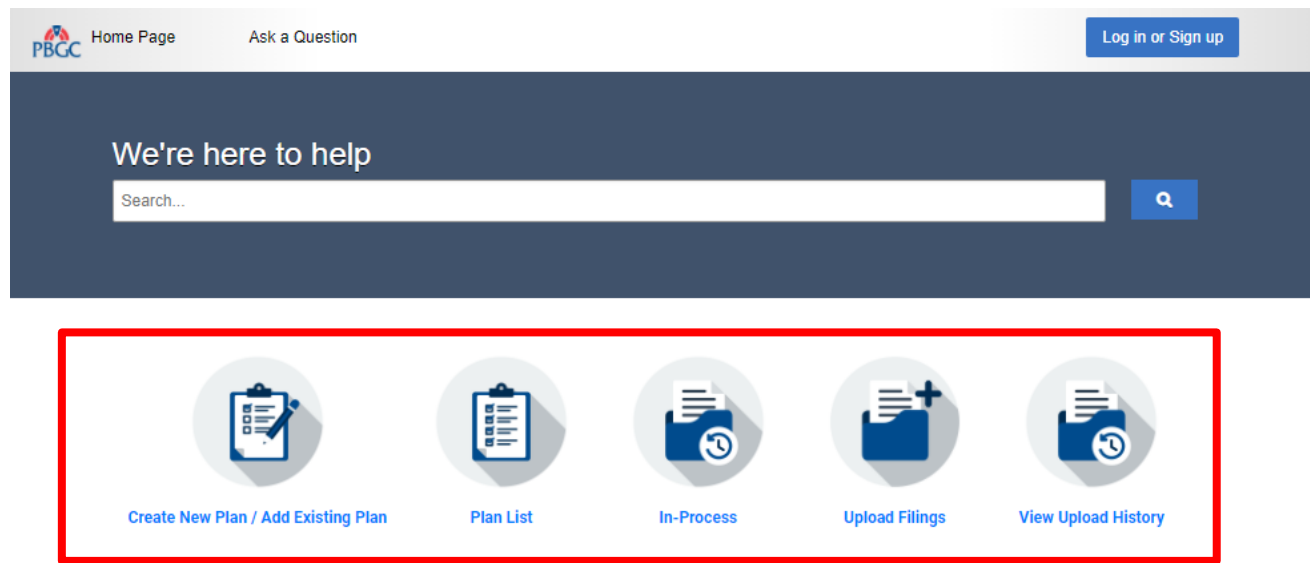 PBGC Home Page Ask a Question Log in or Sign up
We're here to help
Search...
Create New Plan / Add Existing Plan Plan List In-Process Upload Filings View Upload History